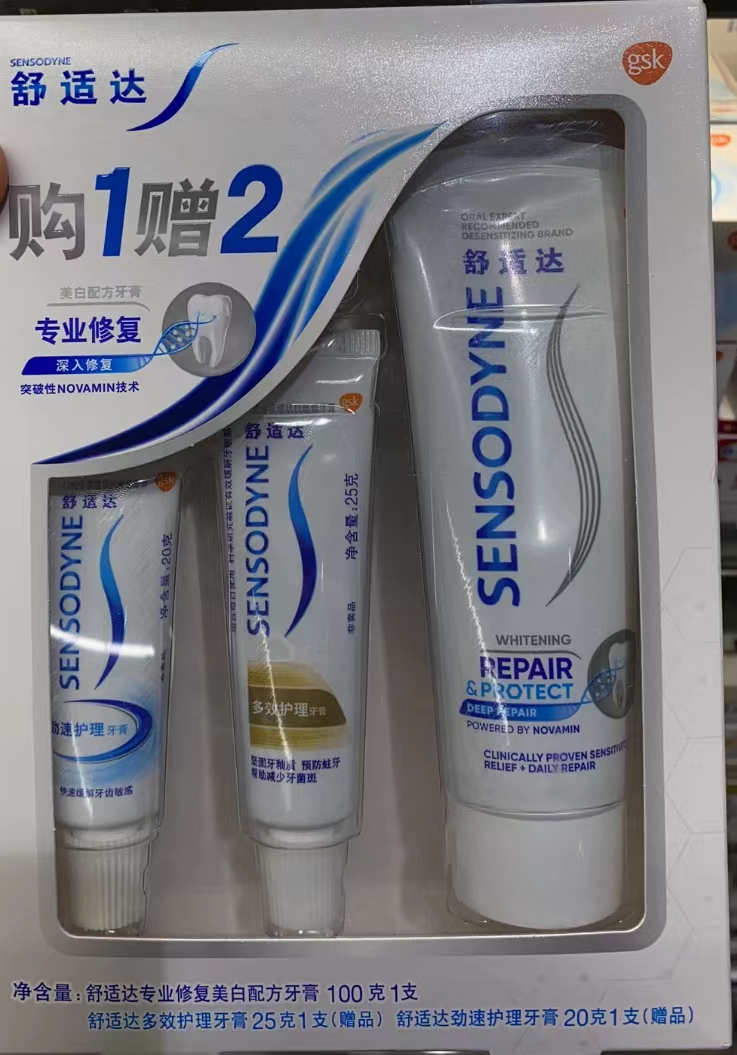 SENSODYNE
舒适达
gsk
购1赠2
美白配方牙膏
专业修复
深入修复
突破性NOVAMIN技术
ORAL EXPERT
RECOMMENDED
DESENSITIZING BRAND
舒适达
SENSODYNE
WHITENING
REPAIR
& PROTECT
DEEP REPAIR
POWERED BY NOVAMIN
CLINICALLY PROVEN SENSITIV
RELIEF + DAILY REPAIR
gsk
舒适达
SENSODYNE
净含量:25克
非卖品
多效护理牙膏
坚固牙釉质 预防蛀牙
帮助减少牙菌斑
gsk
舒适达
SENSODYNE
净含量:20克
劲速护理牙膏
快速缓解牙齿敏感
净含量:舒适达专业修复美白配方牙膏 100克1支
舒适达多效护理牙膏25克1支(赠品) 舒适达劲速护理牙膏 20克1支(赠品)